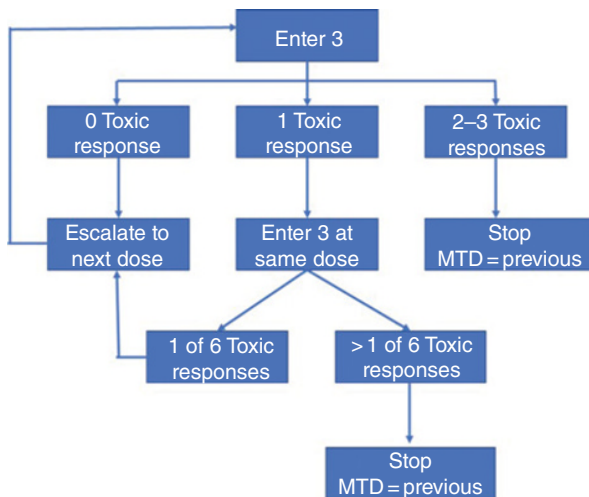 Enter 3
0 Toxic
response
1 Toxic
response
2–3 Toxic
responses
Escalate to
next dose
Enter 3 at
same dose
Stop
MTD = previous
1 of 6 Toxic
responses
> 1 of 6 Toxic
responses
Stop
MTD = previous